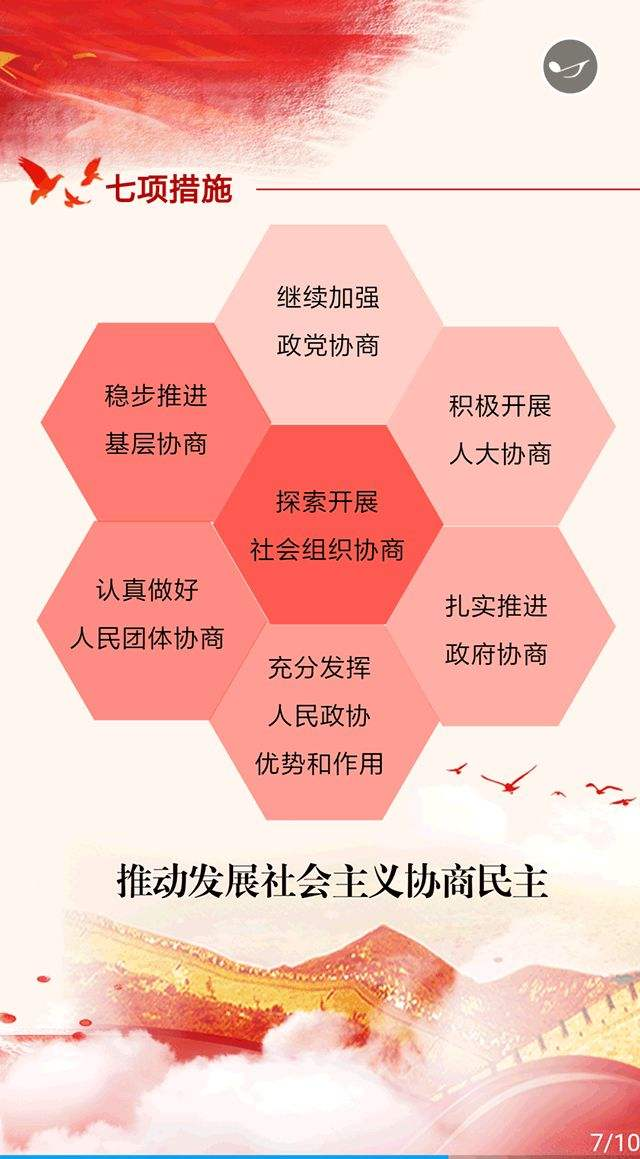 七项措施
继续加强
政党协商
积极开展
人大协商
扎实推进
政府协商
充分发挥
人民政协
优势和作用
认真做好
人民团体协商
稳步推进
基层协商
探索开展
社会组织协商
推动发展社会主义协商民主
7/10